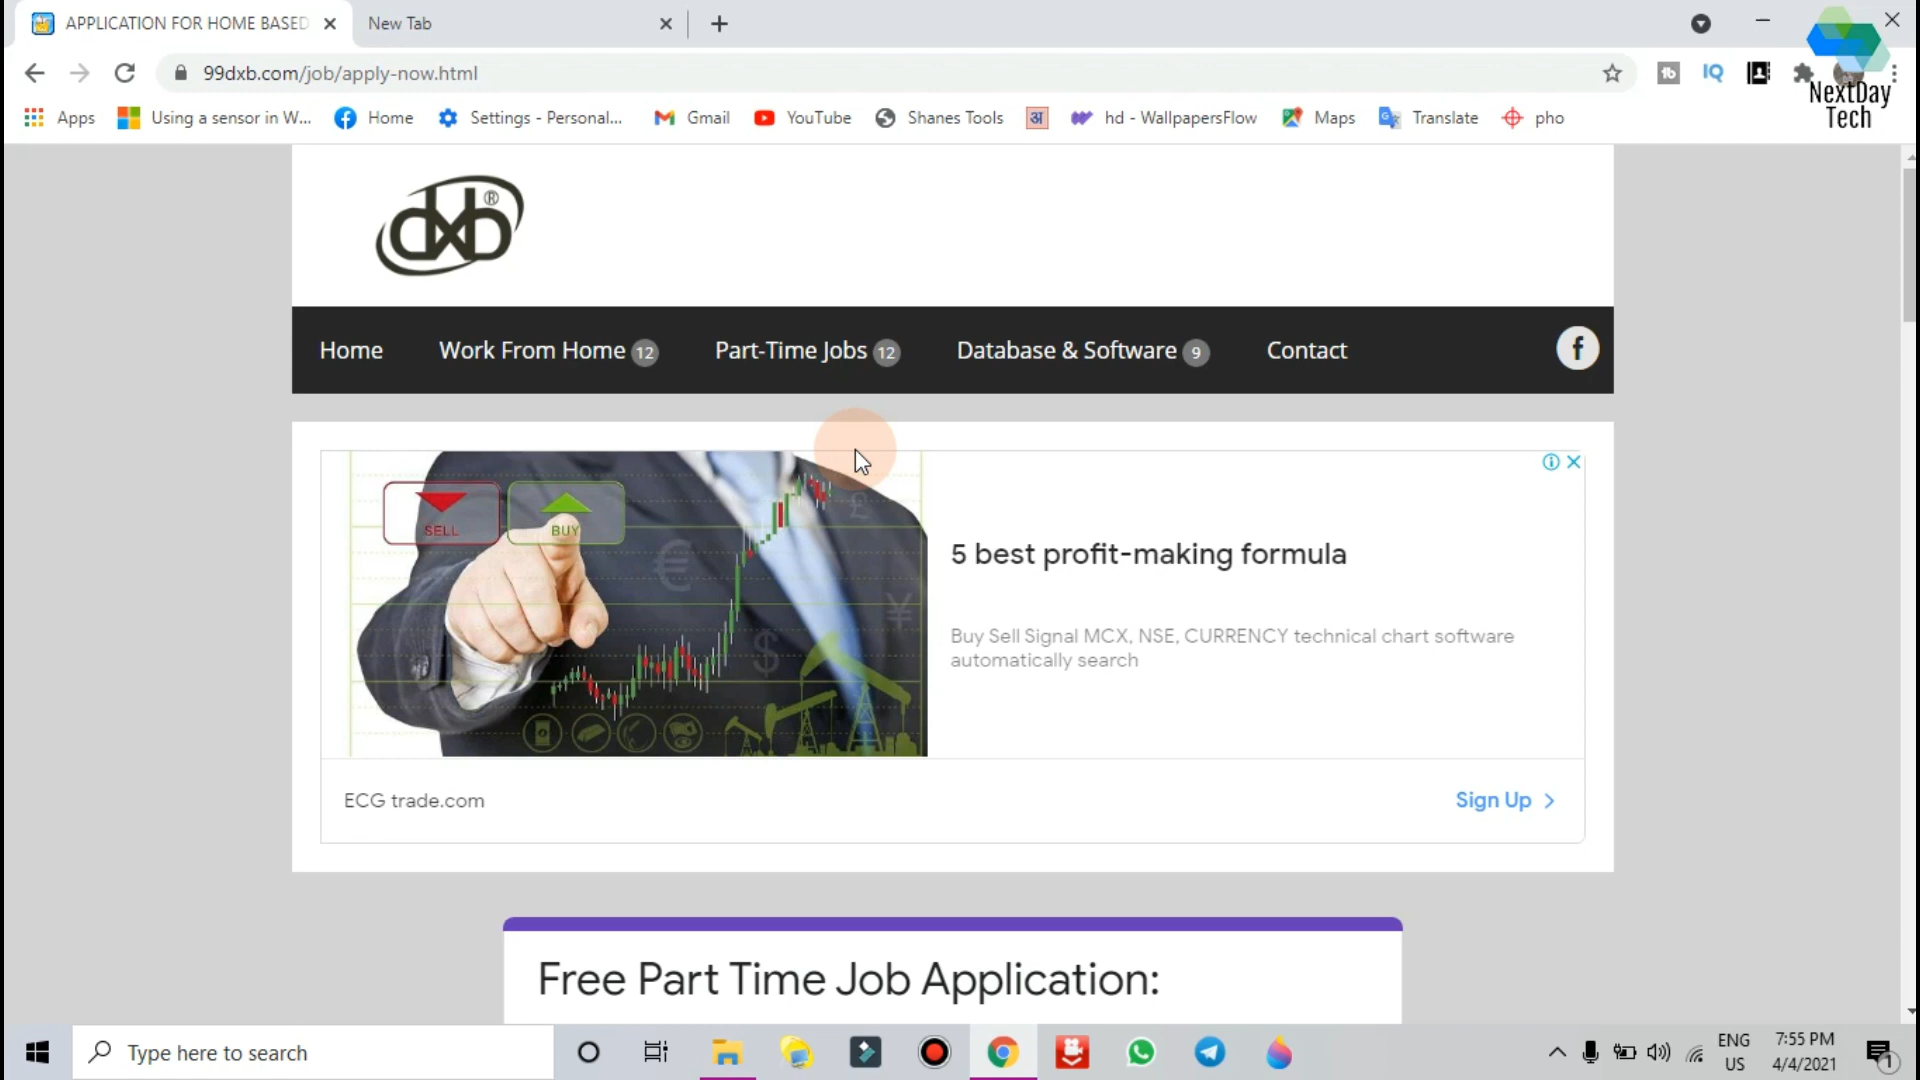 APPLICATION FOR HOME BASED
New Tab
99dxb.com/job/apply-now.html
IQ
NextDay
Tech
Apps
Using a sensor in W...
Home
Settings - Personal...
Gmail
YouTube
Shanes Tools
अ
hd - WallpapersFlow
Maps
Translate
pho
dxb®
Home
Work From Home 12
Part-Time Jobs 12
Database & Software 9
Contact
f
SELL
BUY
5 best profit-making formula
Buy Sell Signal MCX, NSE, CURRENCY technical chart software
automatically search
ECG trade.com
Sign Up
Free Part Time Job Application:
Type here to search
ENG
US
7:55 PM
4/4/2021
1